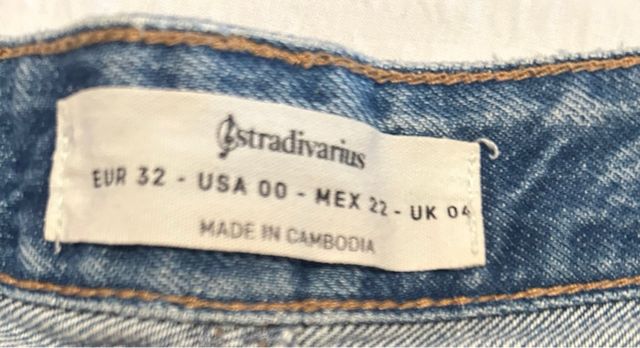 stradivarius
EUR 32 - USA 00 - MEX 22 - UK 04
MADE IN CAMBODIA